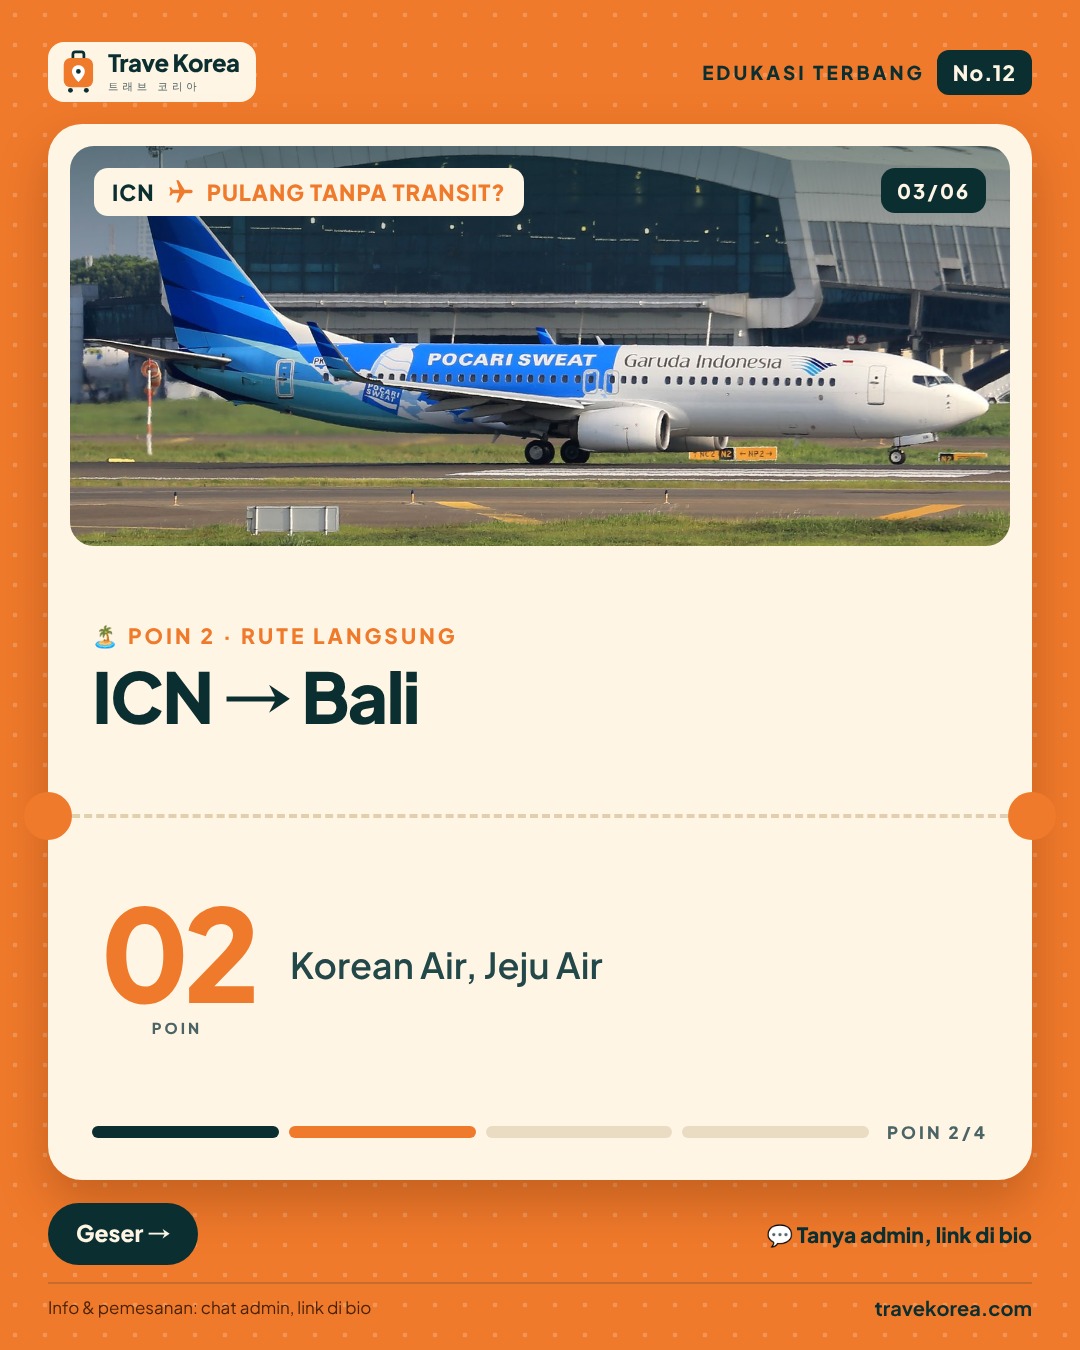 Trave Korea
트래브 코리아
EDUKASI TERBANG
No.12
ICN ✈ PULANG TANPA TRANSIT?
03/06
POCARI SWEAT
Garuda Indonesia
POCARI
SWEAT
🏝️ POIN 2 · RUTE LANGSUNG
ICN → Bali
02
POIN
Korean Air, Jeju Air
POIN 2/4
Geser →
💬 Tanya admin, link di bio
Info & pemesanan: chat admin, link di bio
travekorea.com